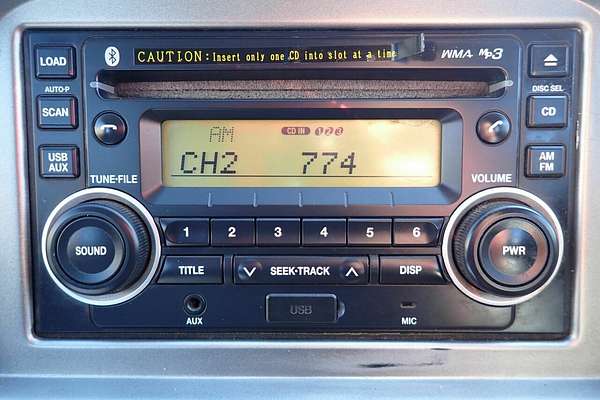 LOAD
CAUTION: Insert only one CD into slot at a time
WMA MP3
AUTO-P
DISC SEL
SCAN
CD
AM
CD IN 1 2 3
CH2 774
USB
AUX
AM
FM
TUNE•FILE
VOLUME
1 2 3 4 5 6
SOUND
PWR
TITLE
SEEK•TRACK
DISP
AUX
USB
MIC